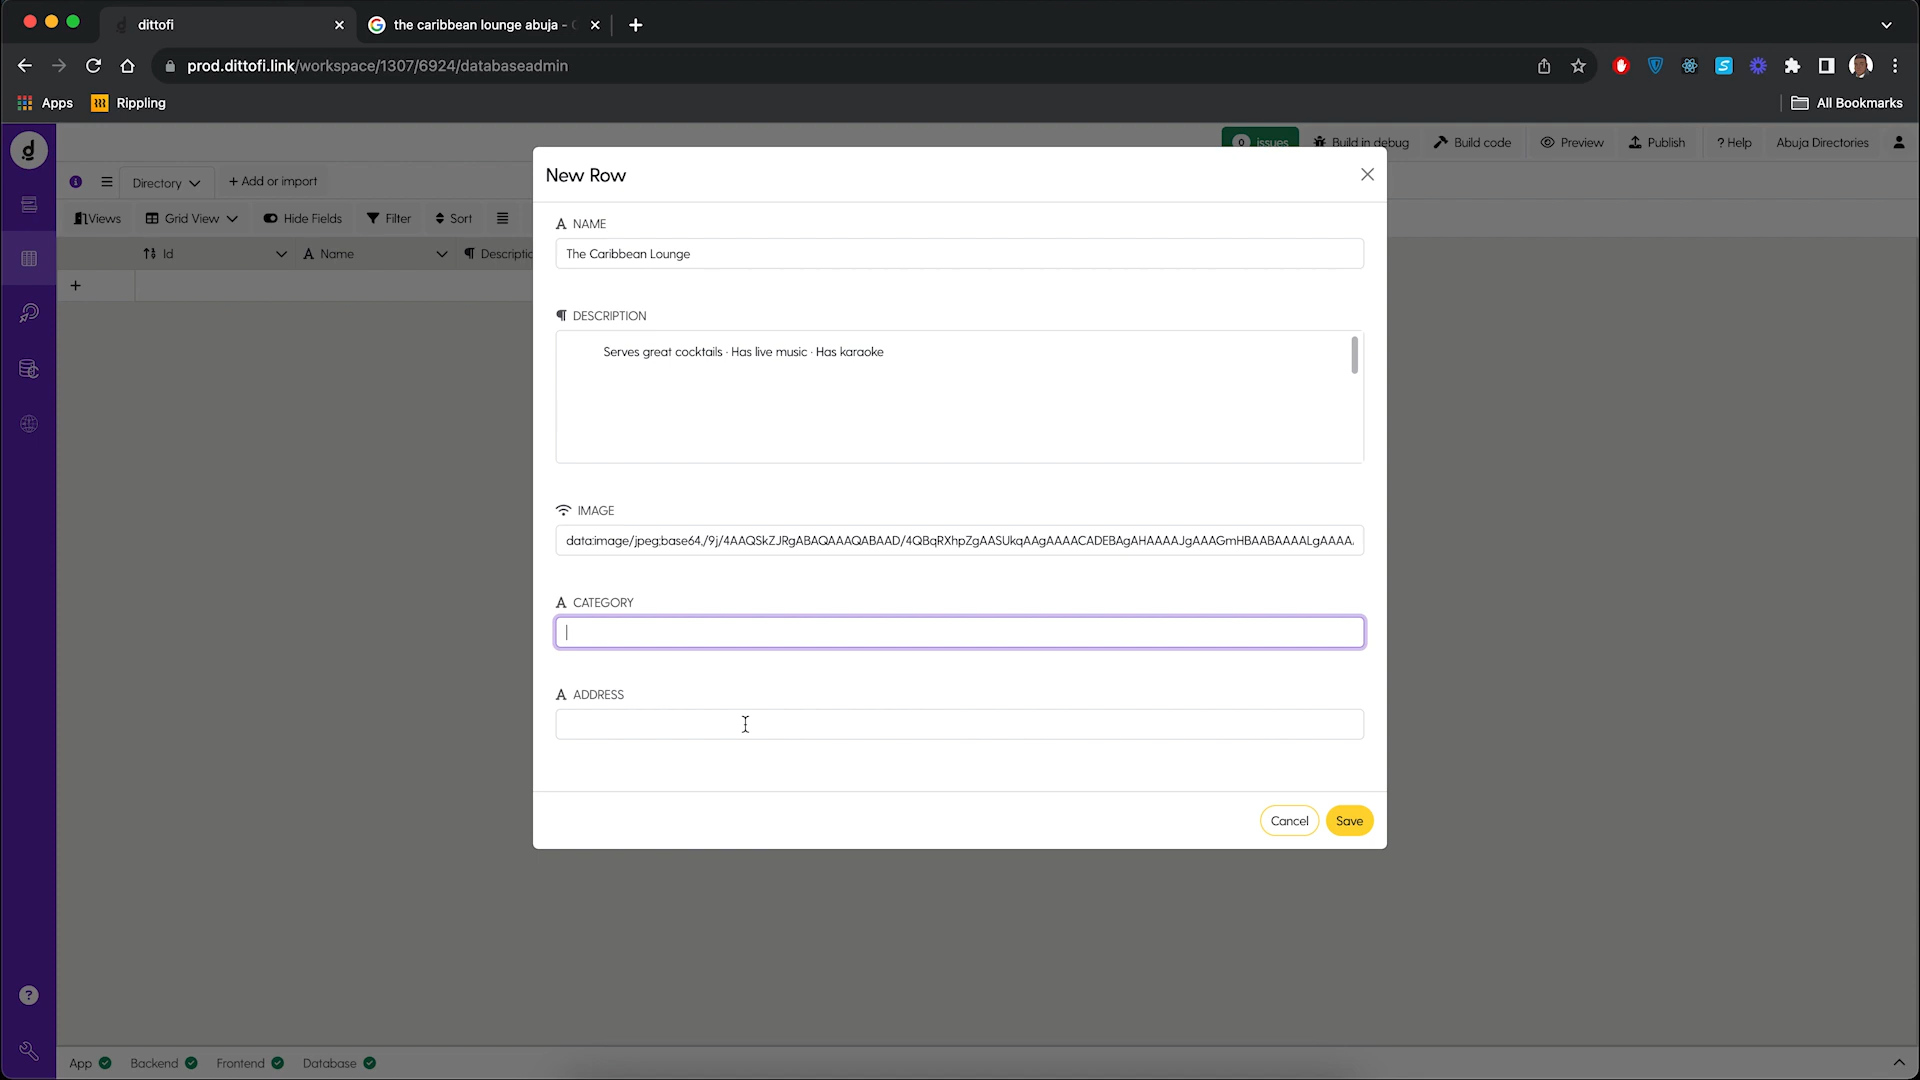 dittofi
the caribbean lounge abuja -
prod.dittofi.link/workspace/1307/6924/databaseadmin
Apps
Rippling
All Bookmarks
0 issues
Build in debug
Build code
Preview
Publish
? Help
Abuja Directories
Directory
+ Add or import
Views
Grid View
Hide Fields
Filter
Sort
Id
Name
Descriptio
New Row
NAME
The Caribbean Lounge
DESCRIPTION
Serves great cocktails · Has live music · Has karaoke
IMAGE
data:image/jpeg;base64,/9j/4AAQSkZJRgABAQAAAQABAAD/4QBqRXhpZgAASUkqAAgAAAACADEBAgAHAAAAJgAAAGmHBAABAAAALgAAAA
CATEGORY
ADDRESS
Cancel
Save
App
Backend
Frontend
Database